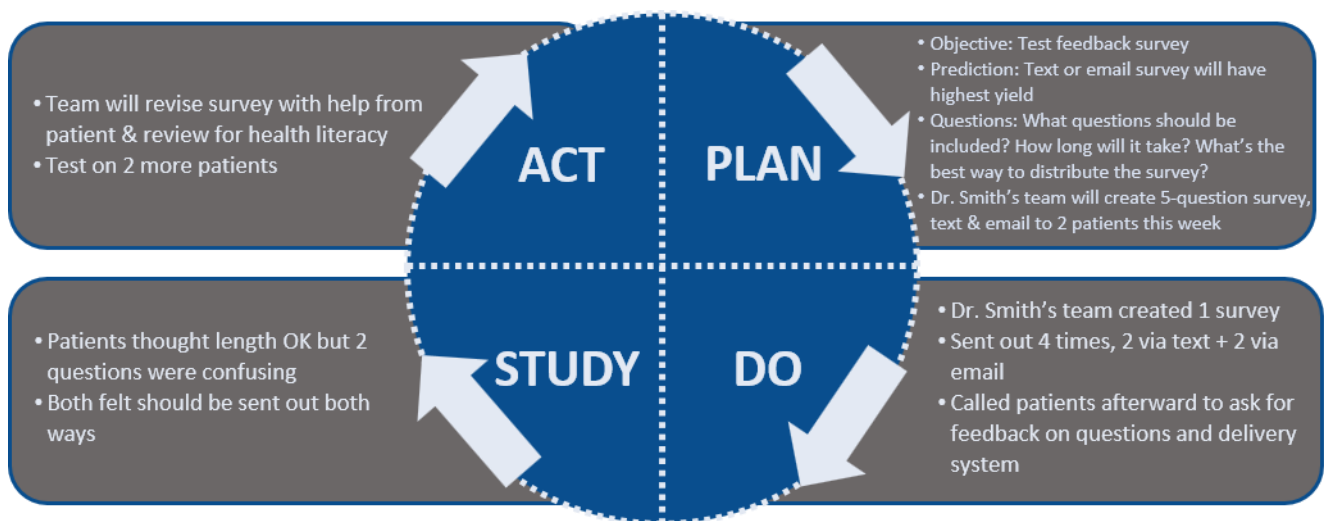 • Team will revise survey with help from
patient & review for health literacy
• Test on 2 more patients
ACT
PLAN
• Objective: Test feedback survey
• Prediction: Text or email survey will have
highest yield
• Questions: What questions should be
included? How long will it take? What’s the
best way to distribute the survey?
• Dr. Smith’s team will create 5-question survey,
text & email to 2 patients this week
• Patients thought length OK but 2
questions were confusing
• Both felt should be sent out both
ways
STUDY
DO
• Dr. Smith’s team created 1 survey
• Sent out 4 times, 2 via text + 2 via
email
• Called patients afterward to ask for
feedback on questions and delivery
system